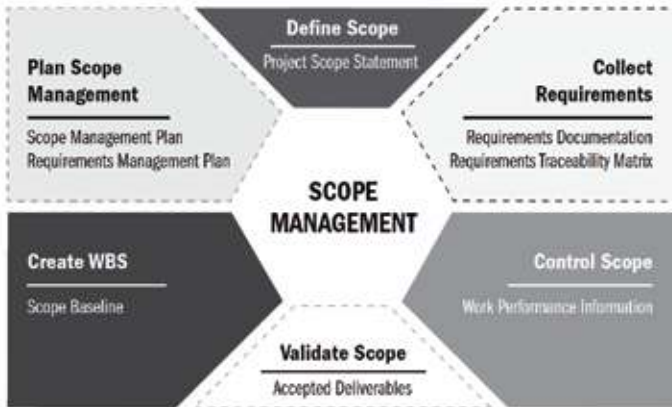 Define Scope
Project Scope Statement
Plan Scope
Management
Scope Management Plan
Requirements Management Plan
Collect
Requirements
Requirements Documentation
Requirements Traceability Matrix
SCOPE
MANAGEMENT
Create WBS
Scope Baseline
Control Scope
Work Performance Information
Validate Scope
Accepted Deliverables